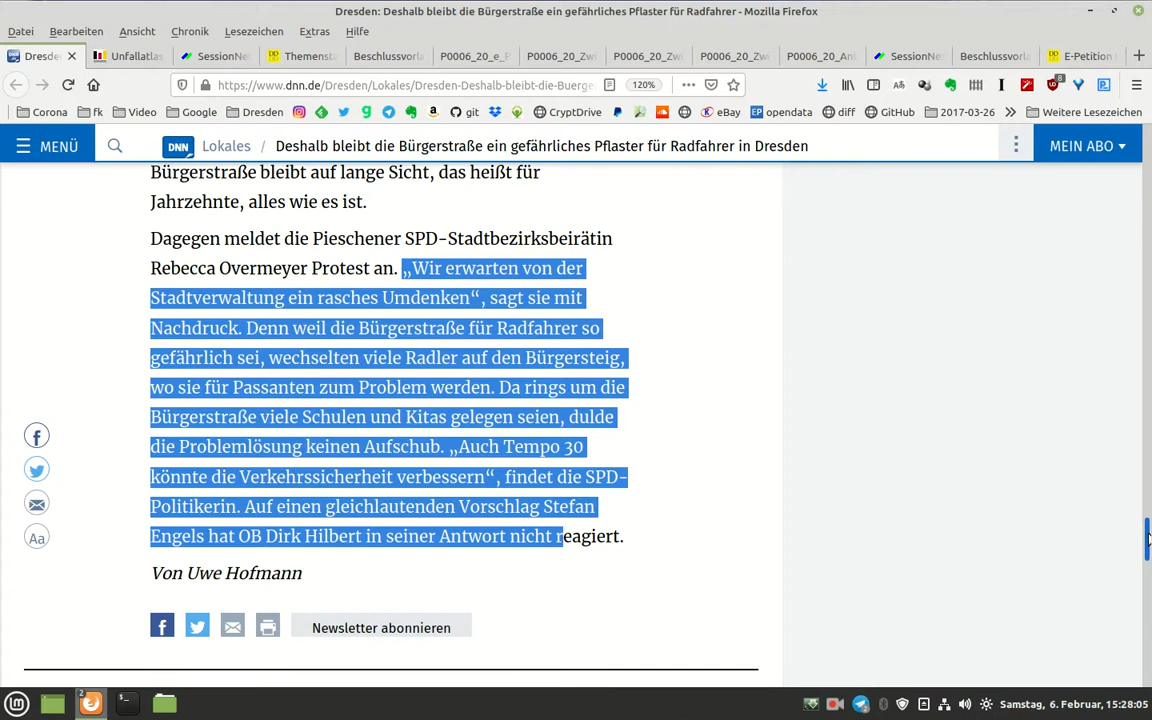 Dresden: Deshalb bleibt die Bürgerstraße ein gefährliches Pflaster für Radfahrer - Mozilla Firefox
Datei Bearbeiten Ansicht Chronik Lesezeichen Extras Hilfe
Dresden Unfallatlas SessionNet Themenst Beschlussvorl P0006_20_e_P P0006_20_Zwi P0006_20_Zwi P0006_20_Zwi P0006_20_Anl SessionNet Beschlussvorla E-Petition
https://www.dnn.de/Dresden/Lokales/Dresden-Deshalb-bleibt-die-Buerge 120% 8
Corona fk Video Google Dresden git CryptDrive eBay opendata diff GitHub 2017-03-26 Weitere Lesezeichen
MENÜ DNN Lokales / Deshalb bleibt die Bürgerstraße ein gefährliches Pflaster für Radfahrer in Dresden MEIN ABO
Bürgerstraße bleibt auf lange Sicht, das heißt für
Jahrzehnte, alles wie es ist.
Dagegen meldet die Pieschener SPD-Stadtbezirksbeirätin
Rebecca Overmeyer Protest an. „Wir erwarten von der
Stadtverwaltung ein rasches Umdenken“, sagt sie mit
Nachdruck. Denn weil die Bürgerstraße für Radfahrer so
gefährlich sei, wechselten viele Radler auf den Bürgersteig,
wo sie für Passanten zum Problem werden. Da rings um die
Bürgerstraße viele Schulen und Kitas gelegen seien, dulde
die Problemlösung keinen Aufschub. „Auch Tempo 30
könnte die Verkehrssicherheit verbessern“, findet die SPD-
Politikerin. Auf einen gleichlautenden Vorschlag Stefan
Engels hat OB Dirk Hilbert in seiner Antwort nicht reagiert.
Aa
Von Uwe Hofmann
Newsletter abonnieren
2 Samstag, 6. Februar, 15:28:05